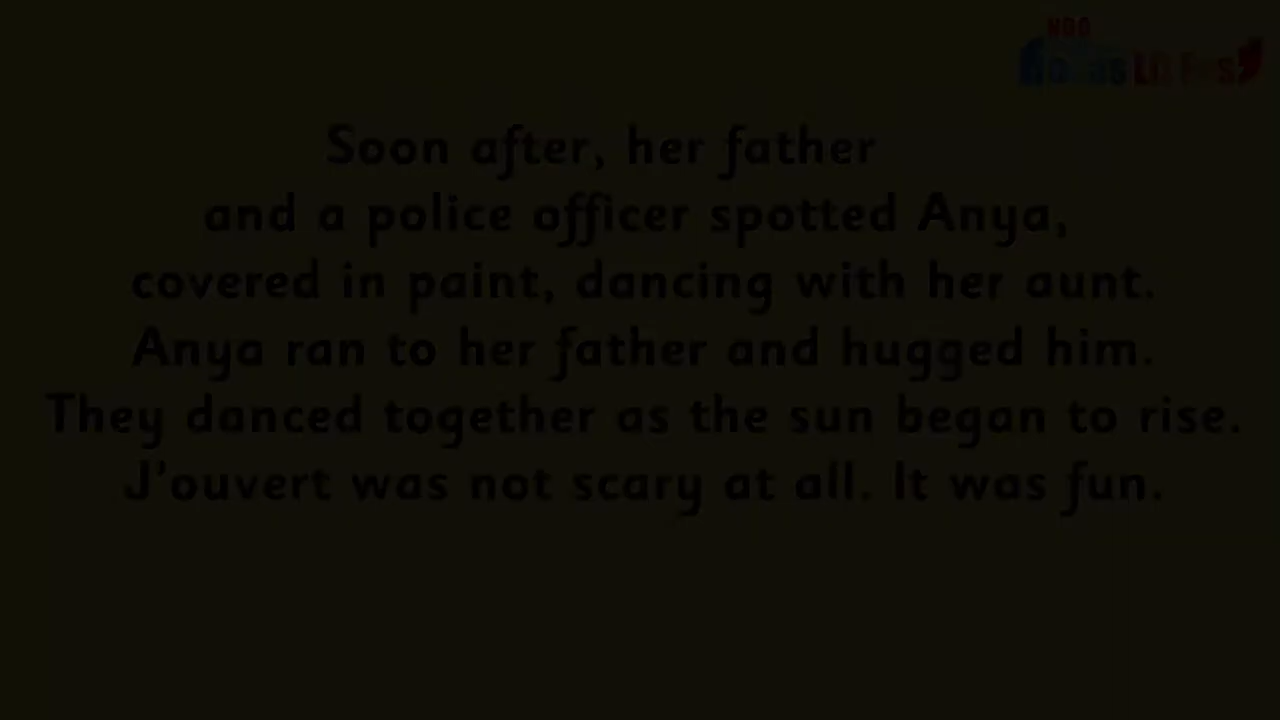 NGC
Soon after, her father
and a police officer spotted Anya,
covered in paint, dancing with her aunt.
Anya ran to her father and hugged him.
They danced together as the sun began to rise.
J'ouvert was not scary at all. It was fun.